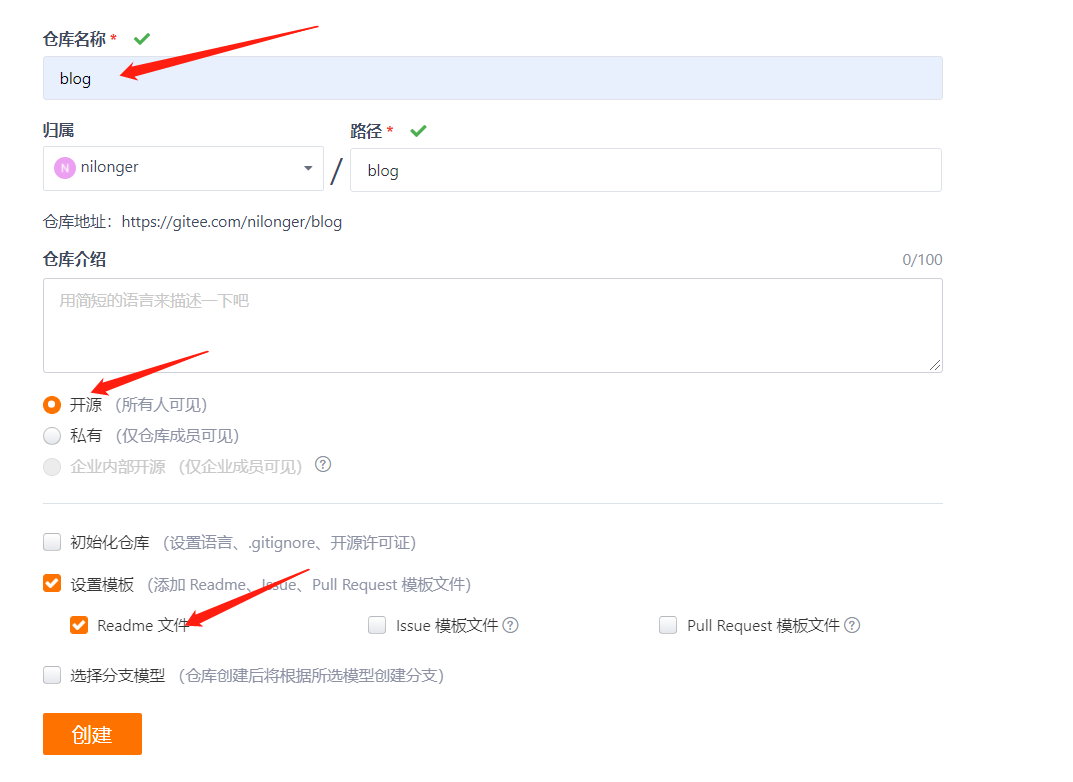 仓库名称 *
blog
归属 路径 *
N nilonger / blog
仓库地址：https://gitee.com/nilonger/blog
仓库介绍 0/100
用简短的语言来描述一下吧
开源 （所有人可见）
私有 （仅仓库成员可见）
企业内部开源 （仅企业成员可见） ?
初始化仓库 （设置语言、.gitignore、开源许可证）
设置模板 （添加 Readme、Issue、Pull Request 模板文件）
Readme 文件 Issue 模板文件 ? Pull Request 模板文件 ?
选择分支模型 （仓库创建后将根据所选模型创建分支）
创建